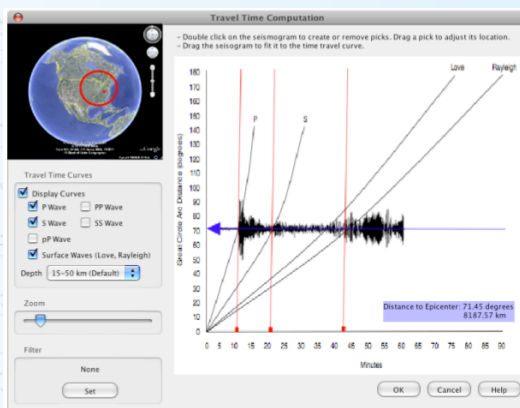 Travel Time Computation
- Double click on the seismogram to create or remove picks. Drag a pick to adjust its location.
- Drag the seisogram to fit it to the time travel curve.
Travel Time Curves
Display Curves
P Wave PP Wave
S Wave SS Wave
pP Wave
Surface Waves (Love, Rayleigh)
Depth 15-50 km (Default)
Zoom
Filter
None
Set
Great Circle Arc Distance (degrees)
180
170
160
150
140
130
120
110
100
90
80
70
60
50
40
30
20
10
0
Love Rayleigh
P S
Distance to Epicenter: 71.45 degrees
8187.57 km
0 5 10 15 20 25 30 35 40 45 50 55 60 65 70 75 80 85 90
Minutes
OK Cancel Help